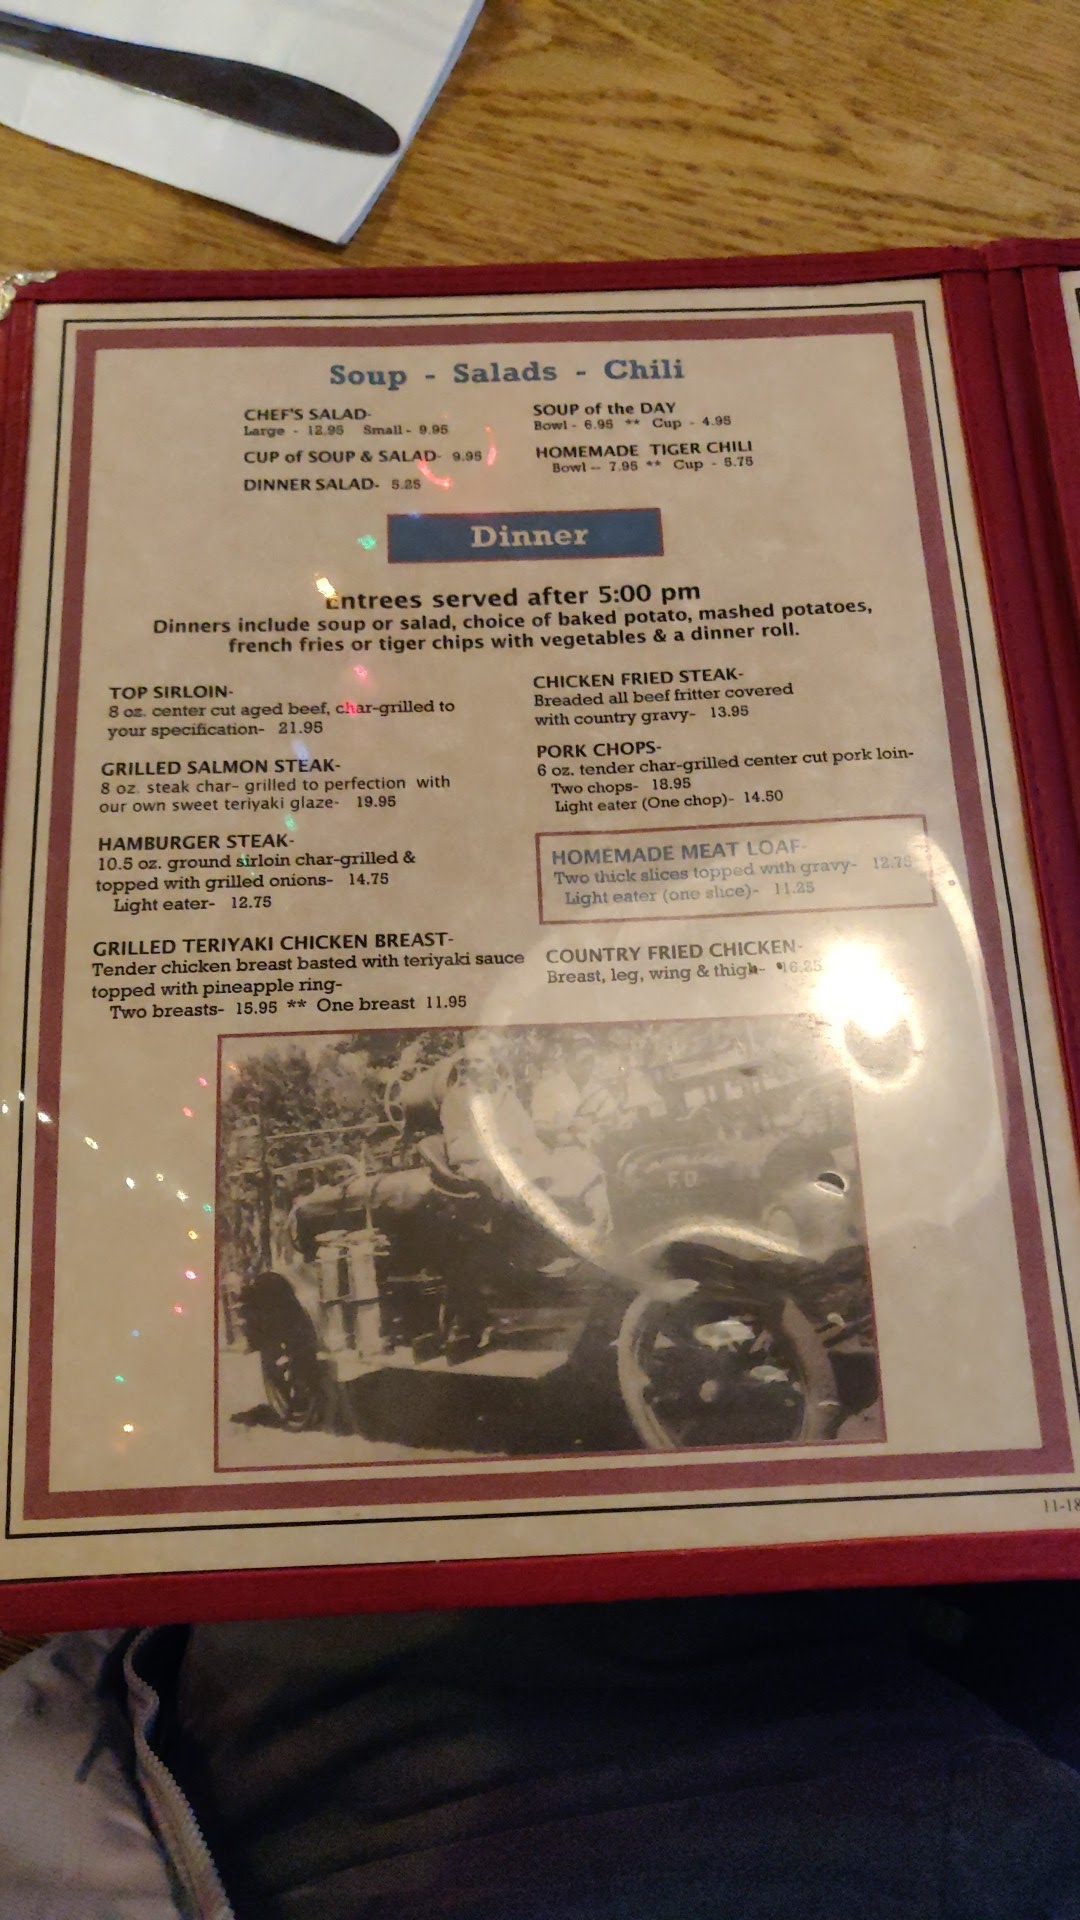 Soup - Salads - Chili
CHEF'S SALAD-
Large - 12.95 Small - 9.95
CUP of SOUP & SALAD- 9.95
DINNER SALAD- 5.25
SOUP of the DAY
Bowl - 6.95 ** Cup - 4.95
HOMEMADE TIGER CHILI
Bowl -- 7.95 ** Cup - 5.75
Dinner
Entrees served after 5:00 pm
Dinners include soup or salad, choice of baked potato, mashed potatoes,
french fries or tiger chips with vegetables & a dinner roll.
TOP SIRLOIN-
8 oz. center cut aged beef, char-grilled to
your specification- 21.95
GRILLED SALMON STEAK-
8 oz. steak char- grilled to perfection with
our own sweet teriyaki glaze- 19.95
HAMBURGER STEAK-
10.5 oz. ground sirloin char-grilled &
topped with grilled onions- 14.75
Light eater- 12.75
GRILLED TERIYAKI CHICKEN BREAST-
Tender chicken breast basted with teriyaki sauce
topped with pineapple ring-
Two breasts- 15.95 ** One breast 11.95
CHICKEN FRIED STEAK-
Breaded all beef fritter covered
with country gravy- 13.95
PORK CHOPS-
6 oz. tender char-grilled center cut pork loin-
Two chops- 18.95
Light eater (One chop)- 14.50
HOMEMADE MEAT LOAF-
Two thick slices topped with gravy- 12.75
Light eater (one slice)- 11.25
COUNTRY FRIED CHICKEN-
Breast, leg, wing & thigh- 16.25
FD
11-18